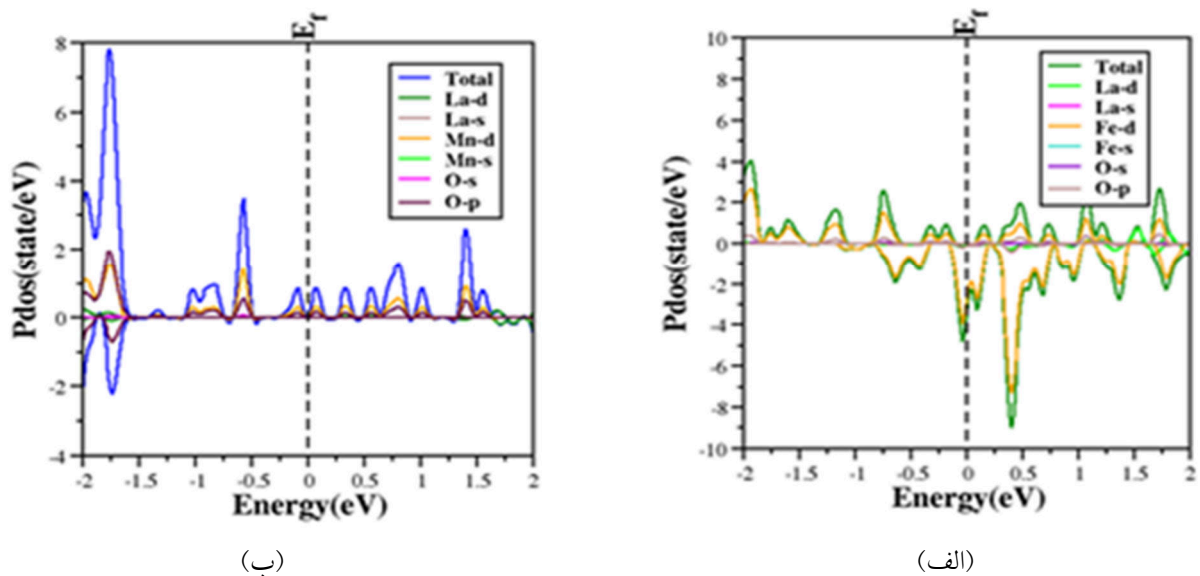 E_f
Pdos(state/eV)
8
6
4
2
0
-2
-4
Total
La-d
La-s
Mn-d
Mn-s
O-s
O-p
-2 -1.5 -1 -0.5 0 0.5 1 1.5 2
Energy(eV)
(ب)
E_f
Pdos(state/eV)
10
8
6
4
2
0
-2
-4
-6
-8
-10
Total
La-d
La-s
Fe-d
Fe-s
O-s
O-p
-2 -1.5 -1 -0.5 0 0.5 1 1.5 2
Energy(eV)
(الف)